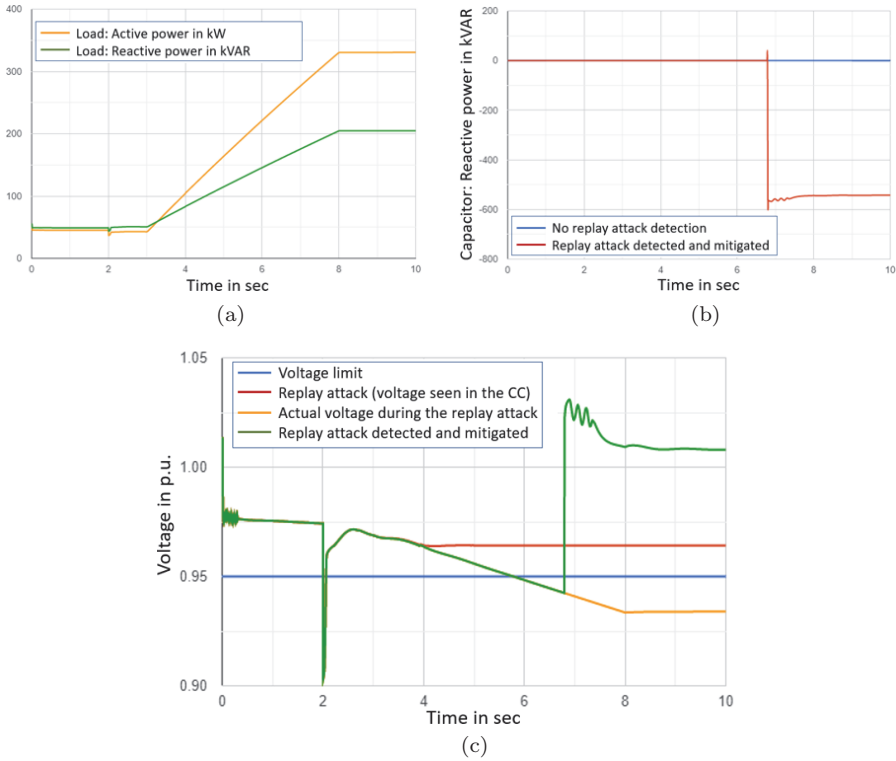 400
300
200
100
0
Load: Active power in kW
Load: Reactive power in kVAR
0 2 4 6 8 10
Time in sec
(a)
Capacitor: Reactive power in kVAR
200
0
-200
-400
-600
-800
No replay attack detection
Replay attack detected and mitigated
0 2 4 6 8 10
Time in sec
(b)
Voltage in p.u.
1.05
1.00
0.95
0.90
Voltage limit
Replay attack (voltage seen in the CC)
Actual voltage during the replay attack
Replay attack detected and mitigated
0 2 4 6 8 10
Time in sec
(c)